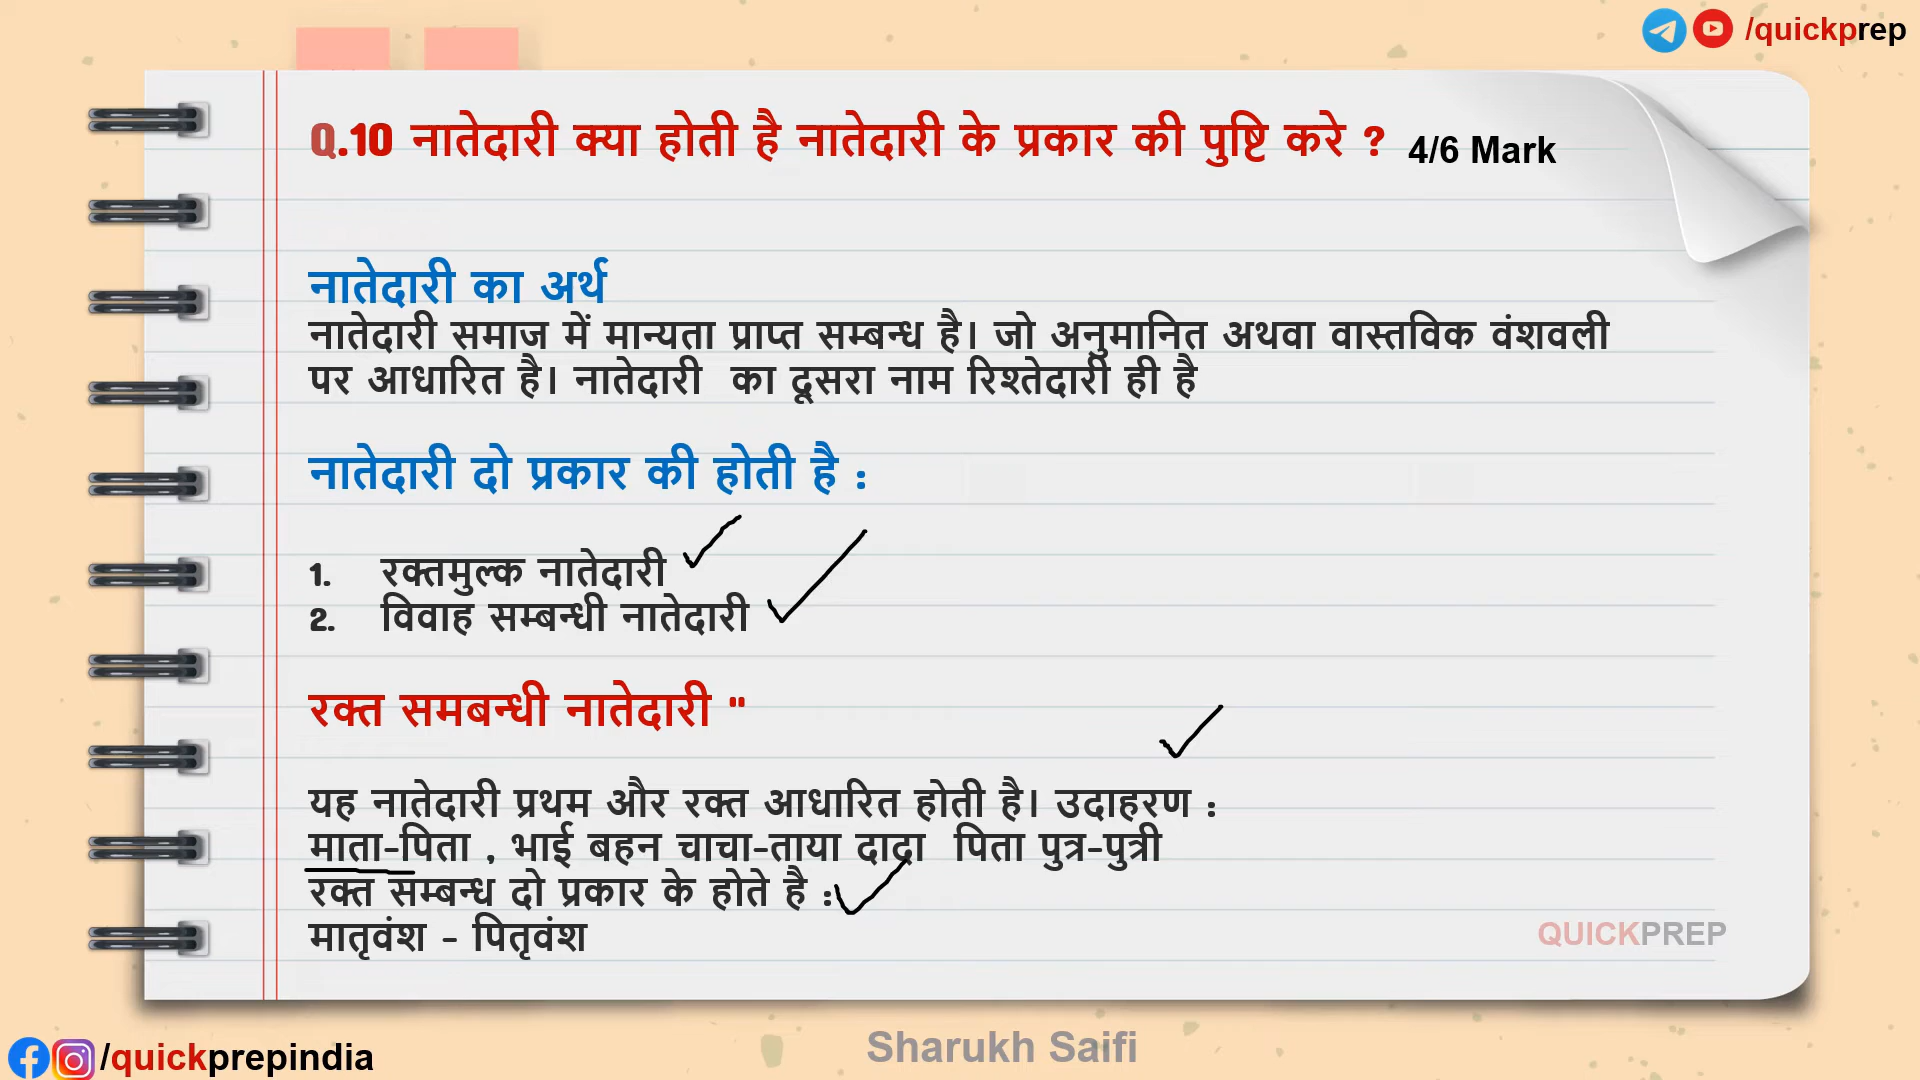 /quickprep
Q.10 नातेदारी क्या होती है नातेदारी के प्रकार की पुष्टि करे ? 4/6 Mark
नातेदारी का अर्थ
नातेदारी समाज में मान्यता प्राप्त सम्बन्ध है। जो अनुमानित अथवा वास्तविक वंशवली
पर आधारित है। नातेदारी का दूसरा नाम रिश्तेदारी ही है
नातेदारी दो प्रकार की होती है :
1. रक्तमुल्क नातेदारी
2. विवाह सम्बन्धी नातेदारी
रक्त समबन्धी नातेदारी "
यह नातेदारी प्रथम और रक्त आधारित होती है। उदाहरण :
माता-पिता , भाई बहन चाचा-ताया दादा पिता पुत्र-पुत्री
रक्त सम्बन्ध दो प्रकार के होते है :
मातृवंश - पितृवंश
QUICKPREP
Sharukh Saifi
/quickprepindia